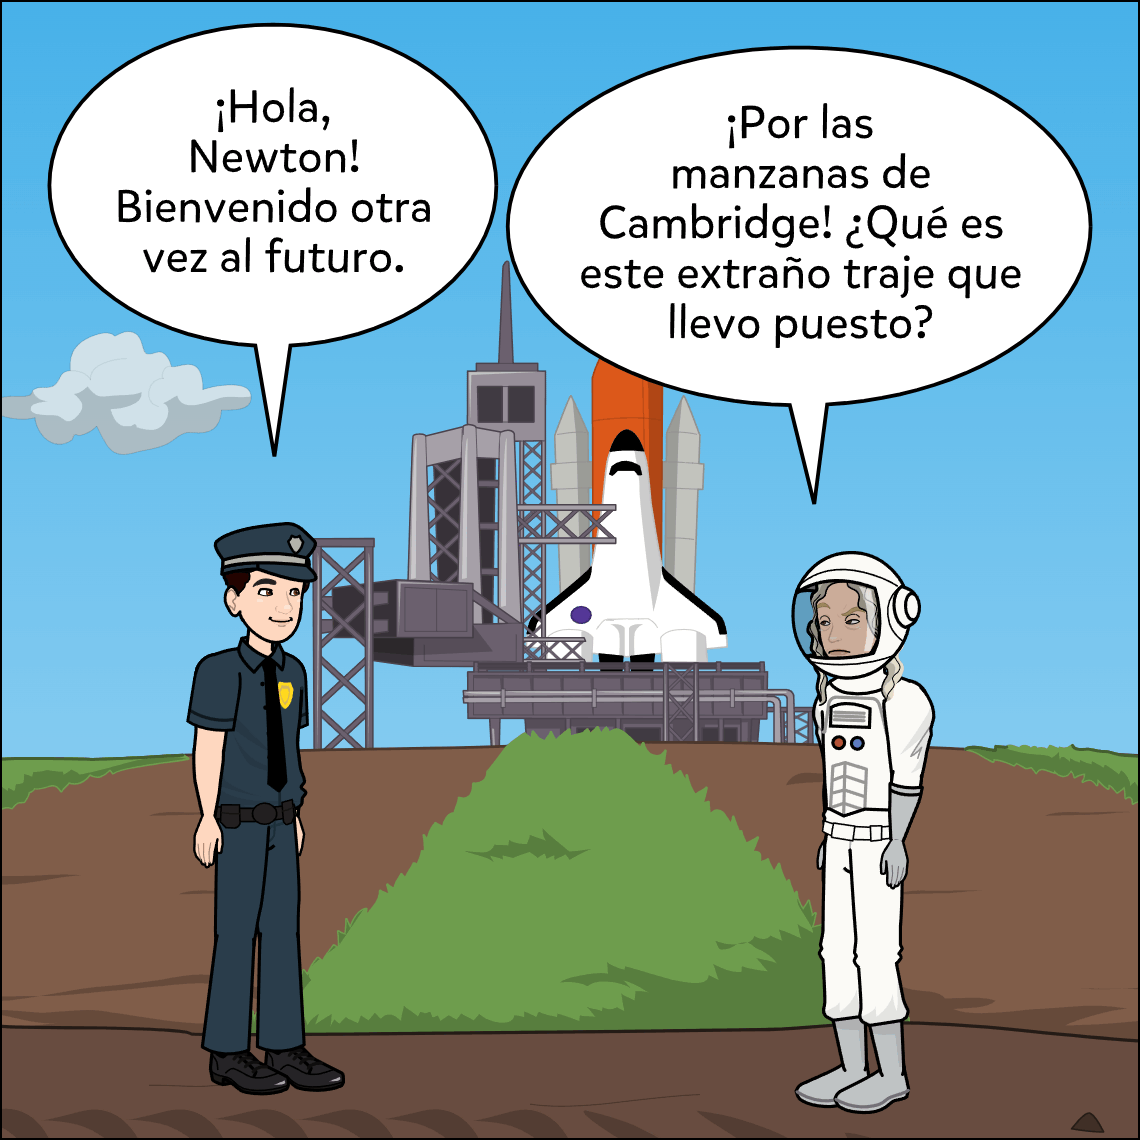 ¡Hola,
Newton!
Bienvenido otra
vez al futuro.
¡Por las
manzanas de
Cambridge! ¿Qué es
este extraño traje que
llevo puesto?